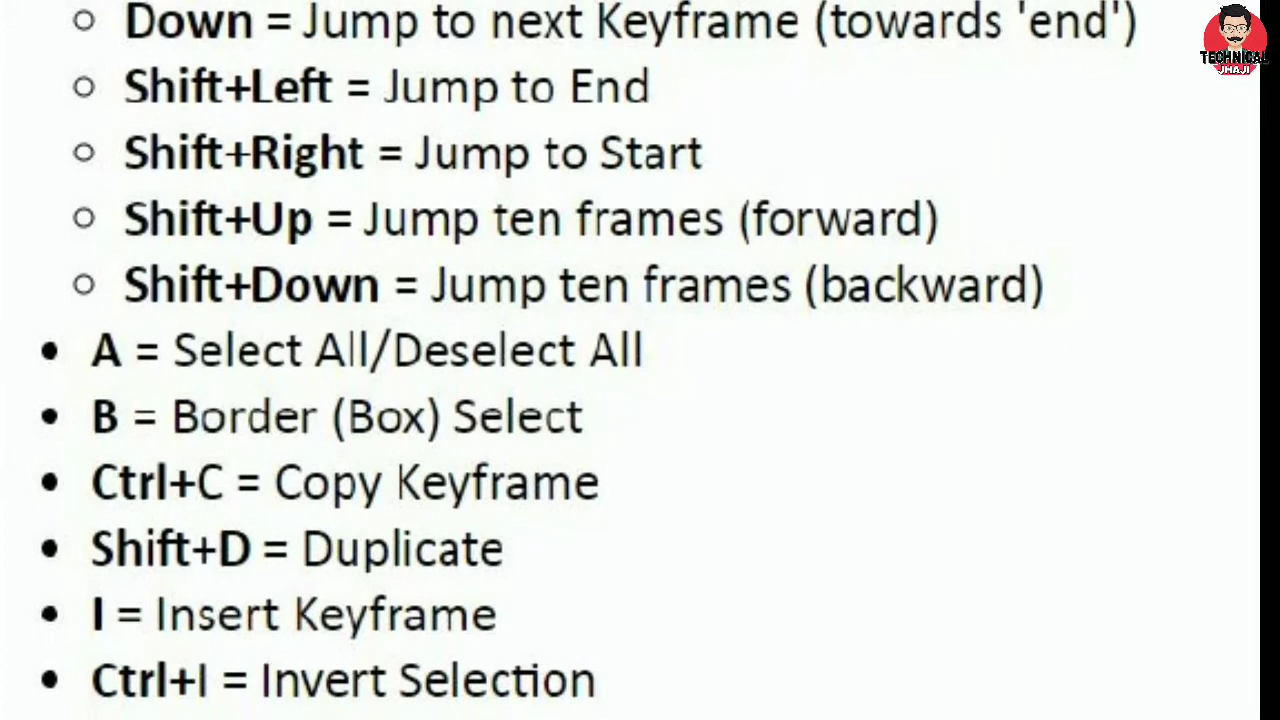 Down = Jump to next Keyframe (towards 'end')
Shift+Left = Jump to End
Shift+Right = Jump to Start
Shift+Up = Jump ten frames (forward)
Shift+Down = Jump ten frames (backward)
A = Select All/Deselect All
B = Border (Box) Select
Ctrl+C = Copy Keyframe
Shift+D = Duplicate
I = Insert Keyframe
Ctrl+I = Invert Selection
TECHNICAL
JHAJI